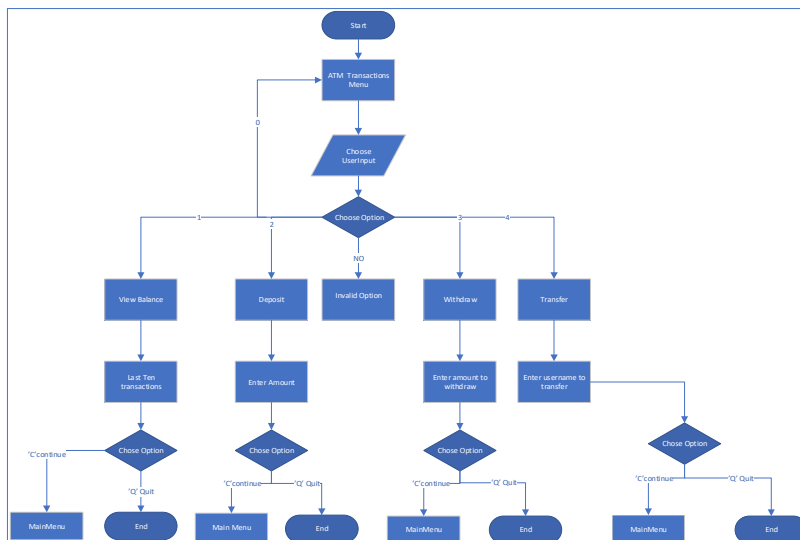 Start
ATM Transactions
Menu
0
Choose
UserInput
Choose Option
1
2
3
4
NO
View Balance
Deposit
Invalid Option
Withdraw
Transfer
Last Ten
transactions
Enter Amount
Enter amount to
withdraw
Enter username to
transfer
Chose Option
Chose Option
Chose Option
Chose Option
'C'continue
'Q' Quit
'C'continue
'Q' Quit
'C'continue
'Q' Quit
'C'continue
'Q' Quit
MainMenu
End
Main Menu
End
MainMenu
End
MainMenu
End